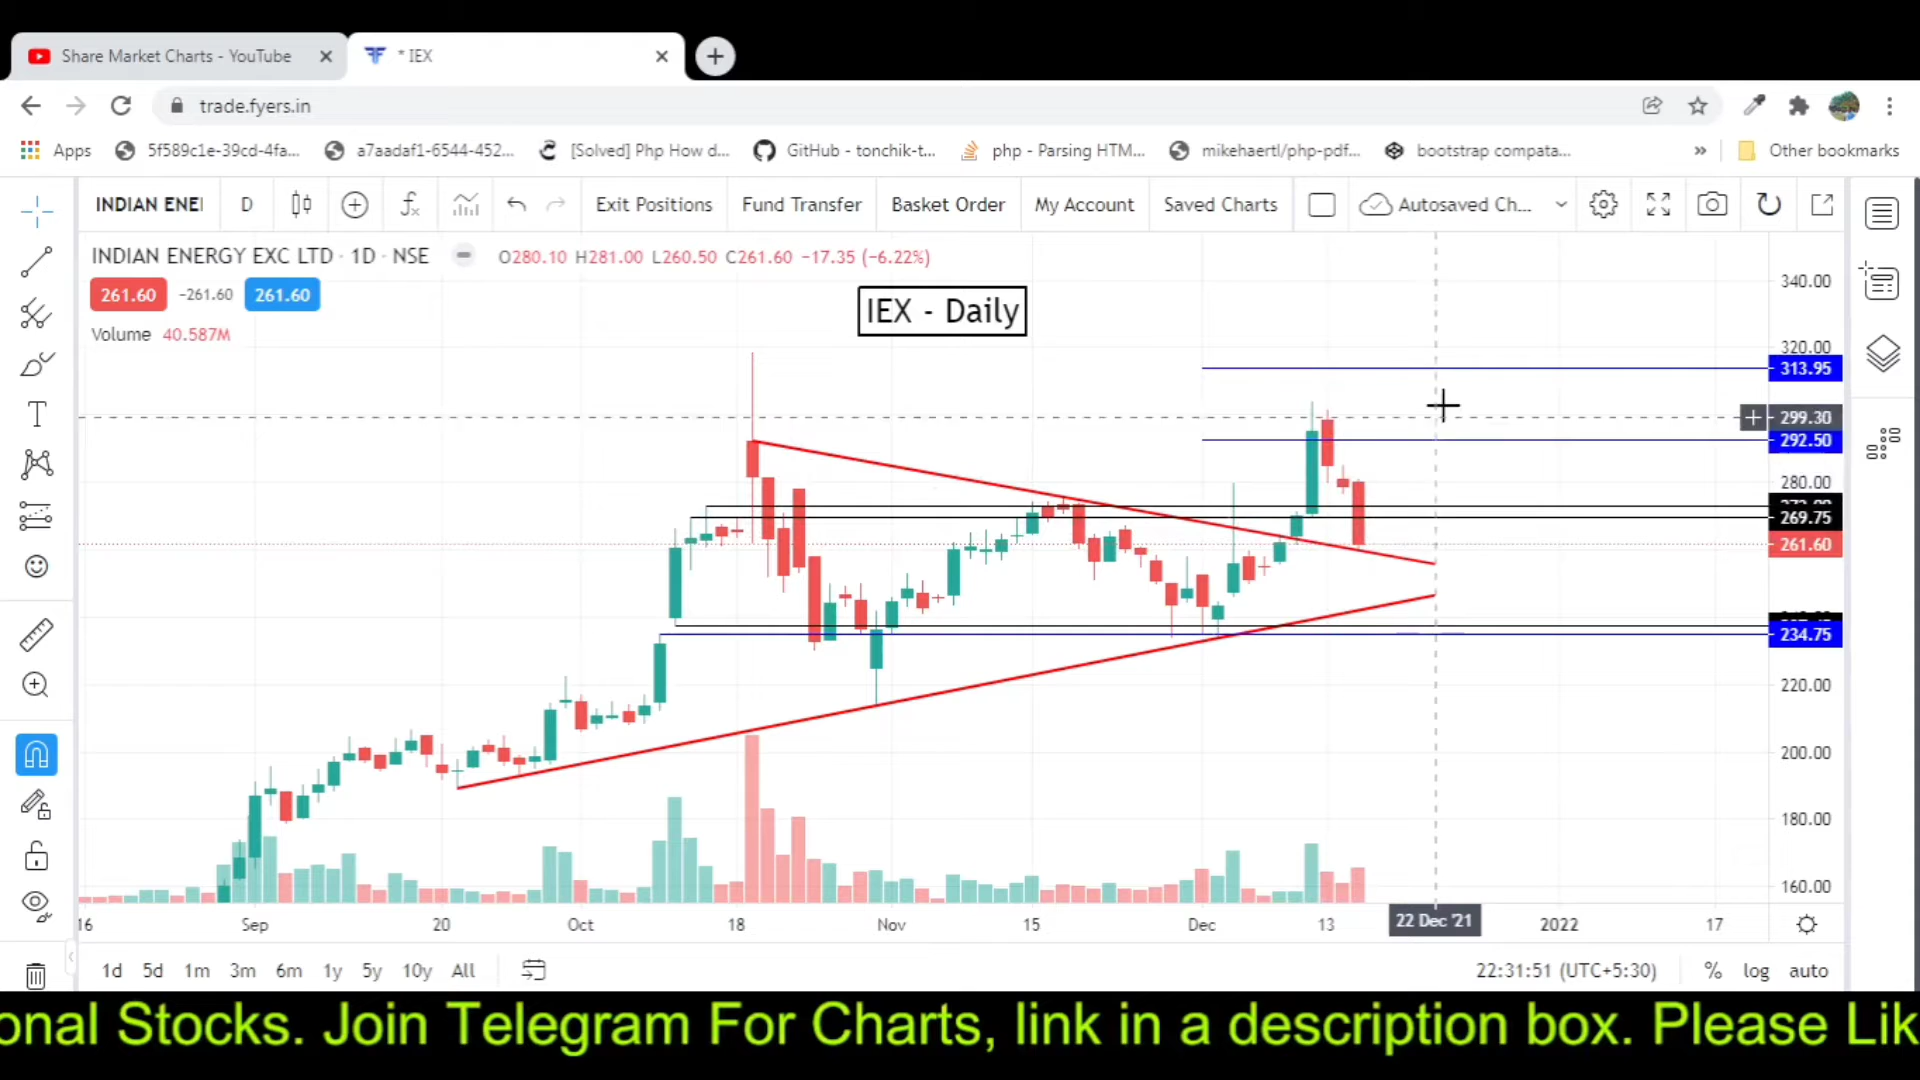 Share Market Charts - YouTube
* IEX
trade.fyers.in
Apps 5f589c1e-39cd-4fa... a7aadaf1-6544-452... [Solved] Php How d... GitHub - tonchik-t... php - Parsing HTM... mikehaertl/php-pdf... bootstrap compata... » Other bookmarks
INDIAN ENEI D Exit Positions Fund Transfer Basket Order My Account Saved Charts Autosaved Ch...
INDIAN ENERGY EXC LTD · 1D · NSE O280.10 H281.00 L260.50 C261.60 −17.35 (−6.22%)
261.60 −261.60 261.60
Volume 40.587M
IEX - Daily
340.00
320.00
313.95
299.30
292.50
280.00
269.75
261.60
234.75
220.00
200.00
180.00
160.00
16 Sep 20 Oct 18 Nov 15 Dec 13 22 Dec '21 2022 17
1d 5d 1m 3m 6m 1y 5y 10y All 22:31:51 (UTC+5:30) % log auto
onal Stocks. Join Telegram For Charts, link in a description box. Please Lik